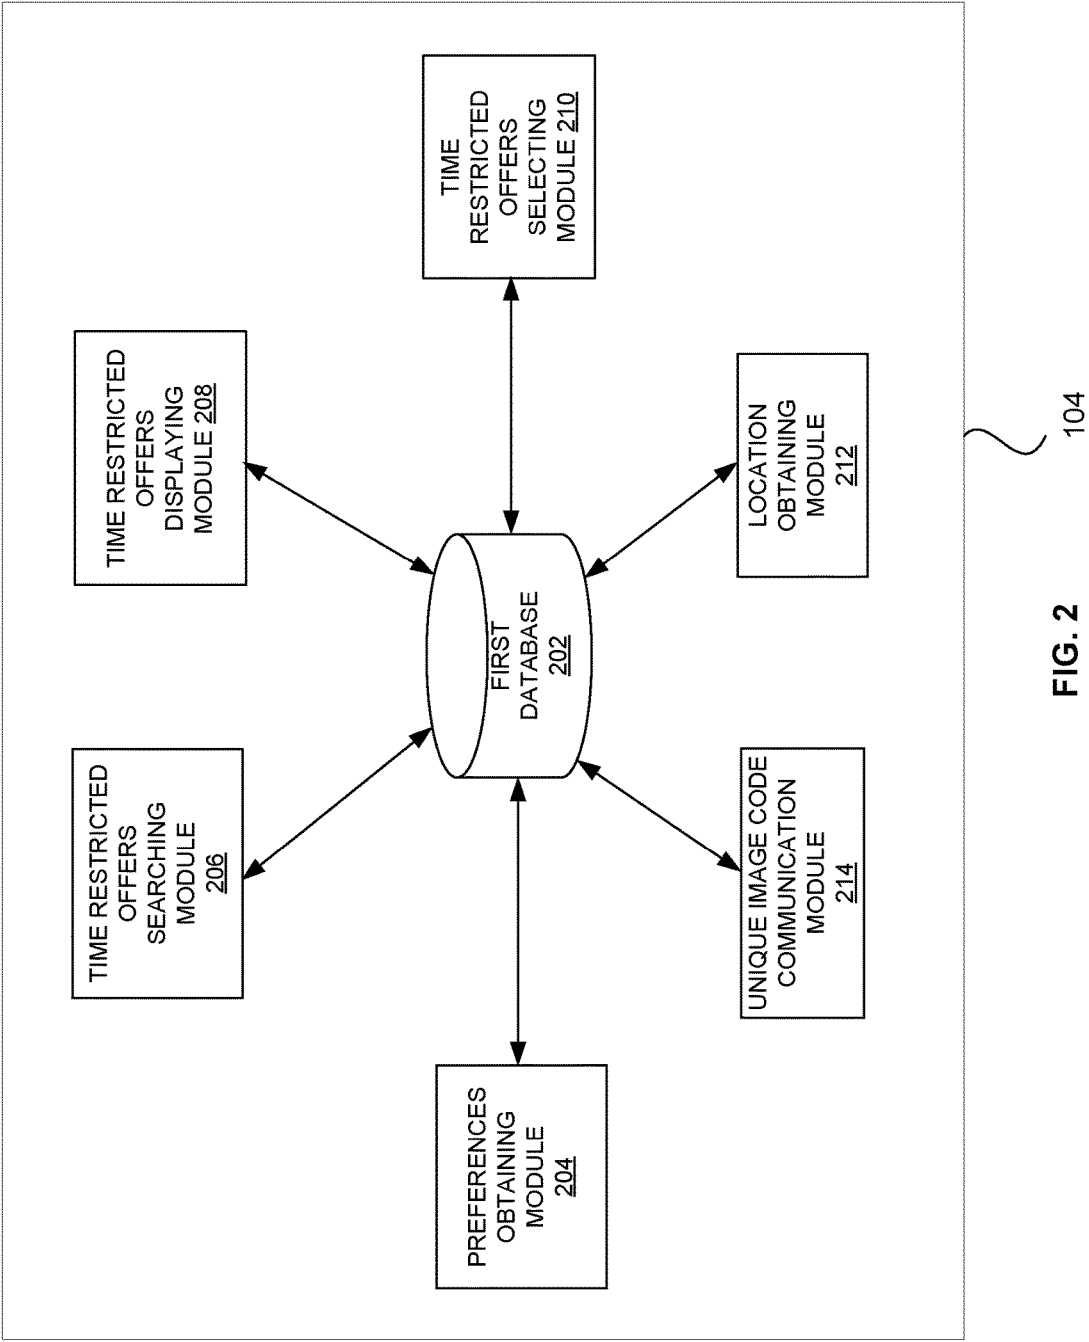 TIME RESTRICTED
OFFERS
SEARCHING
MODULE
206
TIME RESTRICTED
OFFERS
DISPLAYING
MODULE 208
PREFERENCES
OBTAINING
MODULE
204
FIRST
DATABASE
202
TIME
RESTRICTED
OFFERS
SELECTING
MODULE 210
UNIQUE IMAGE CODE
COMMUNICATION
MODULE
214
LOCATION
OBTAINING
MODULE
212
104
FIG. 2